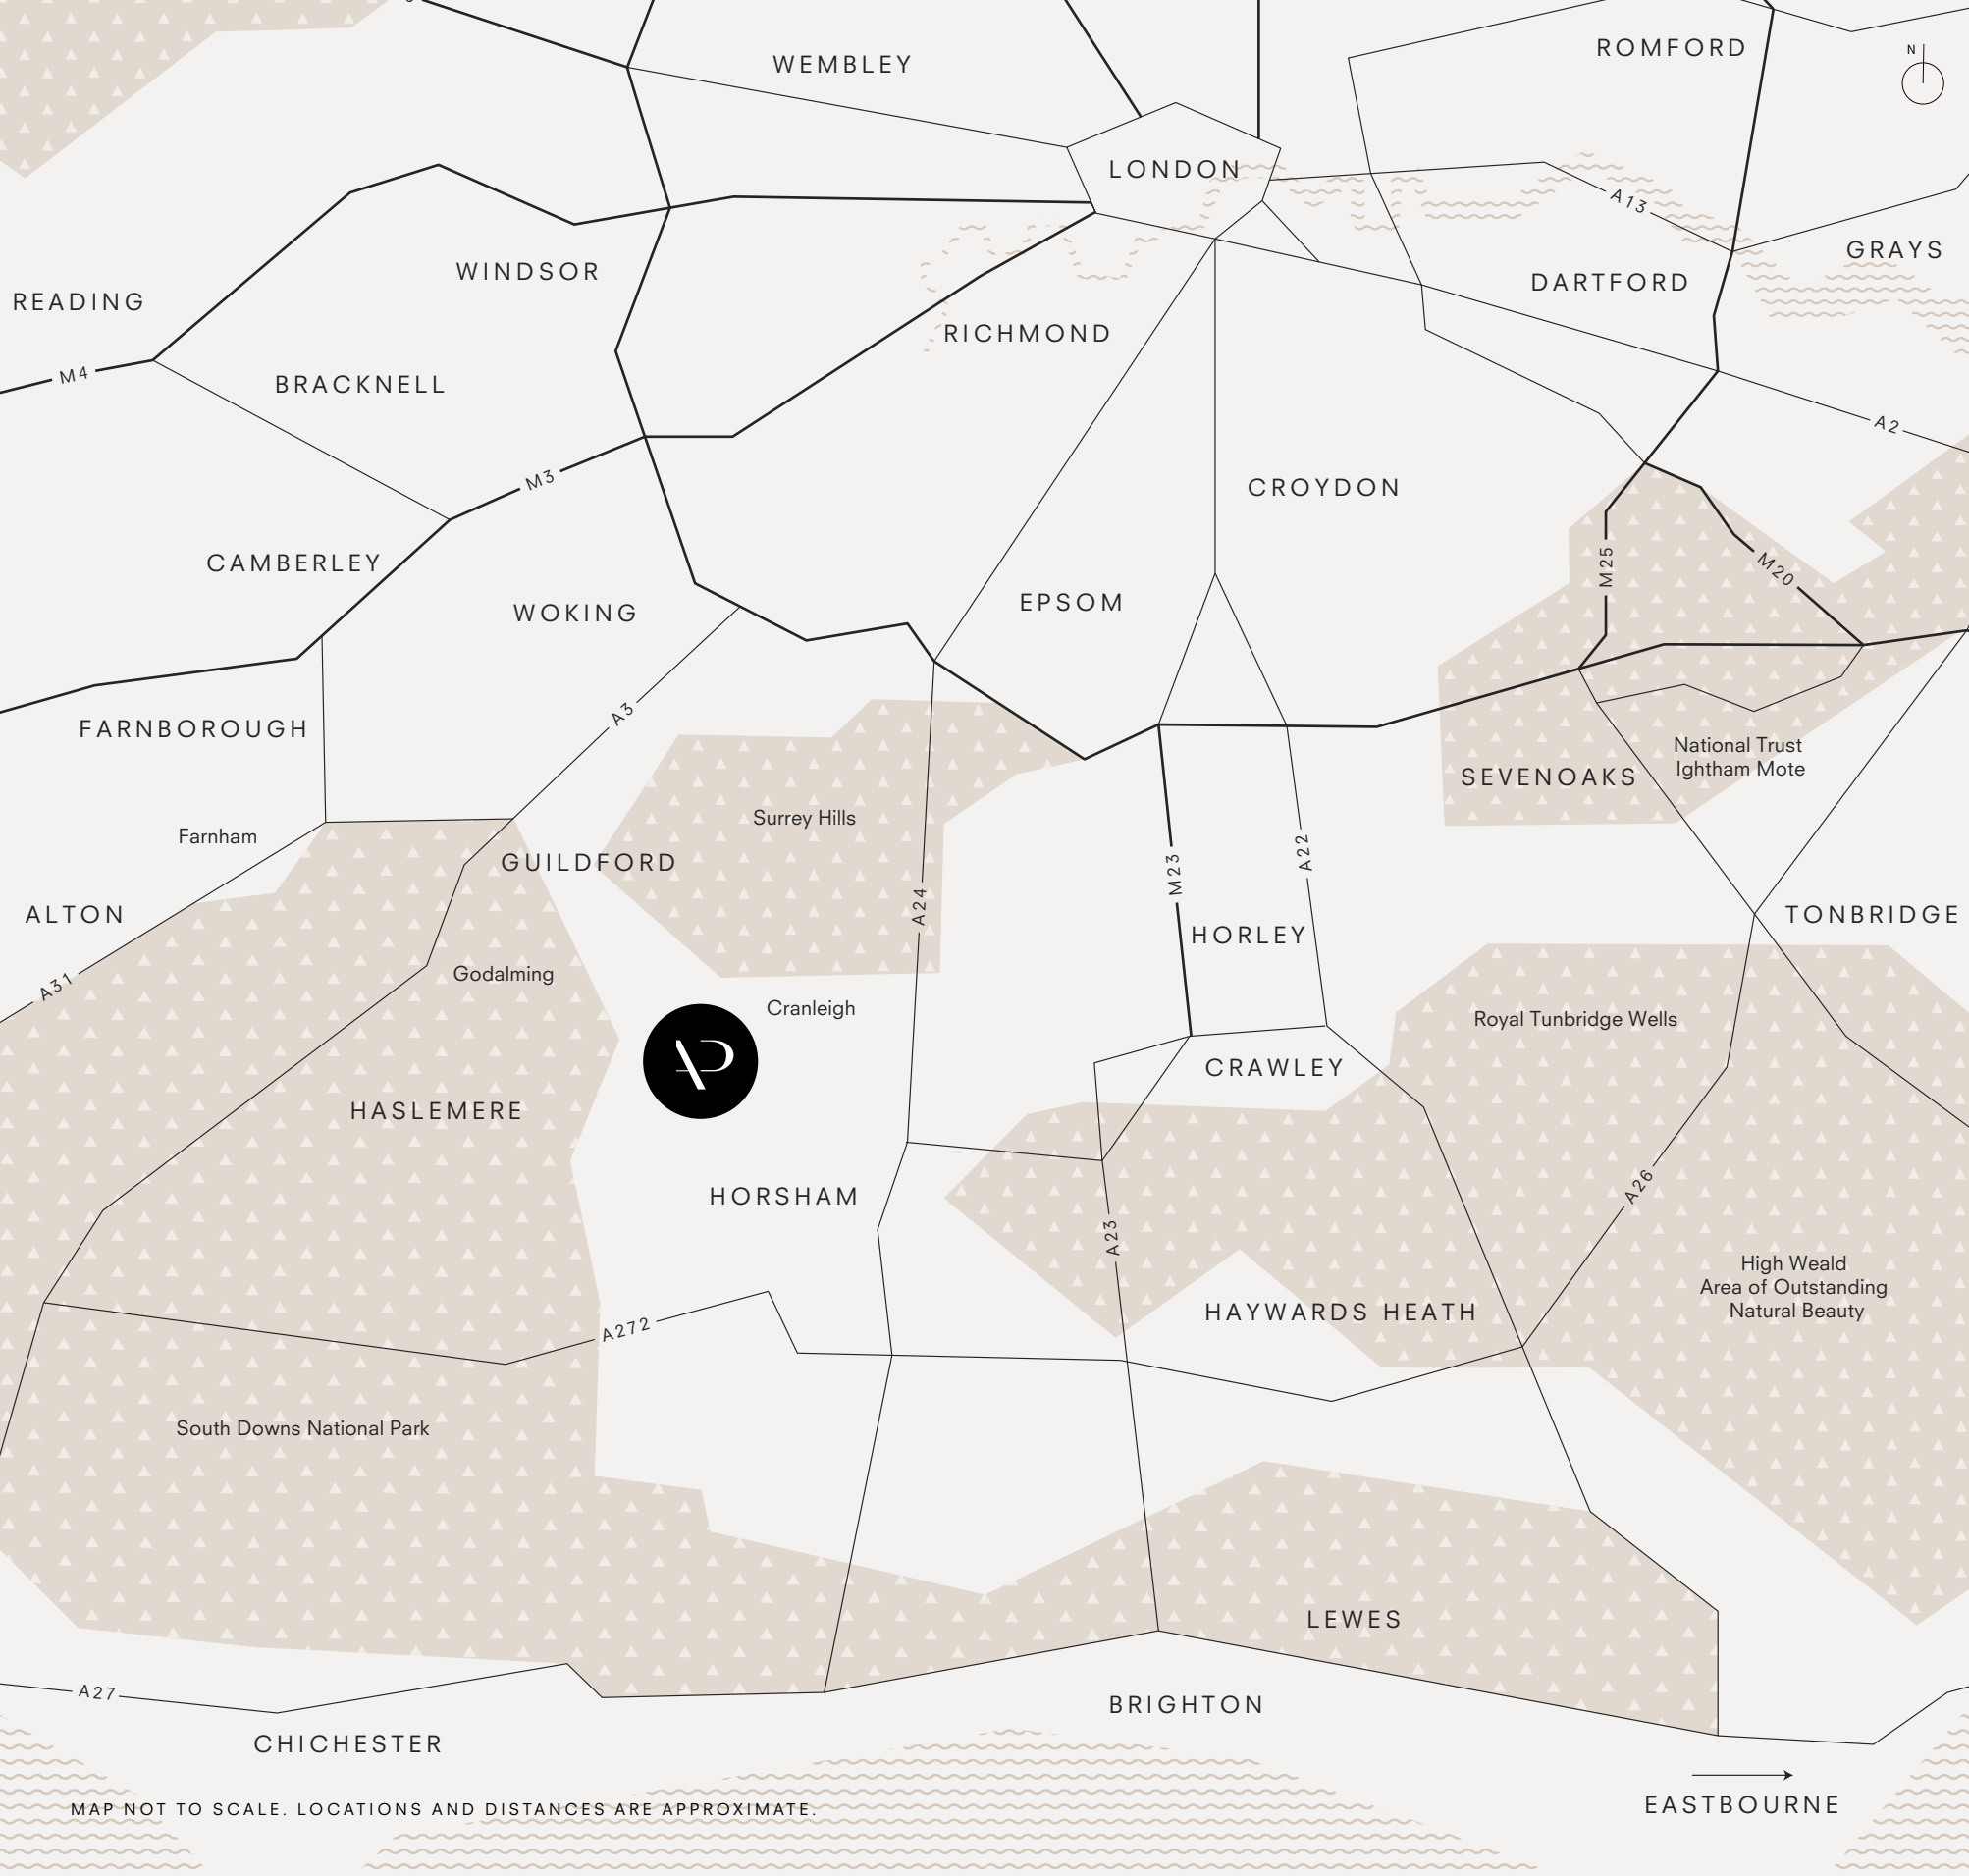 WEMBLEY
ROMFORD
N
LONDON
A13
WINDSOR
GRAYS
READING
DARTFORD
RICHMOND
M4
BRACKNELL
A2
M3
CROYDON
CAMBERLEY
M25
M20
EPSOM
WOKING
A3
FARNBOROUGH
National Trust
Ightham Mote
SEVENOAKS
Surrey Hills
Farnham
GUILDFORD
A22
M23
A24
ALTON
TONBRIDGE
HORLEY
Godalming
A31
Cranleigh
Royal Tunbridge Wells
AP
CRAWLEY
HASLEMERE
A26
HORSHAM
A23
High Weald
Area of Outstanding
Natural Beauty
HAYWARDS HEATH
A272
South Downs National Park
LEWES
A27
BRIGHTON
CHICHESTER
EASTBOURNE
MAP NOT TO SCALE. LOCATIONS AND DISTANCES ARE APPROXIMATE.